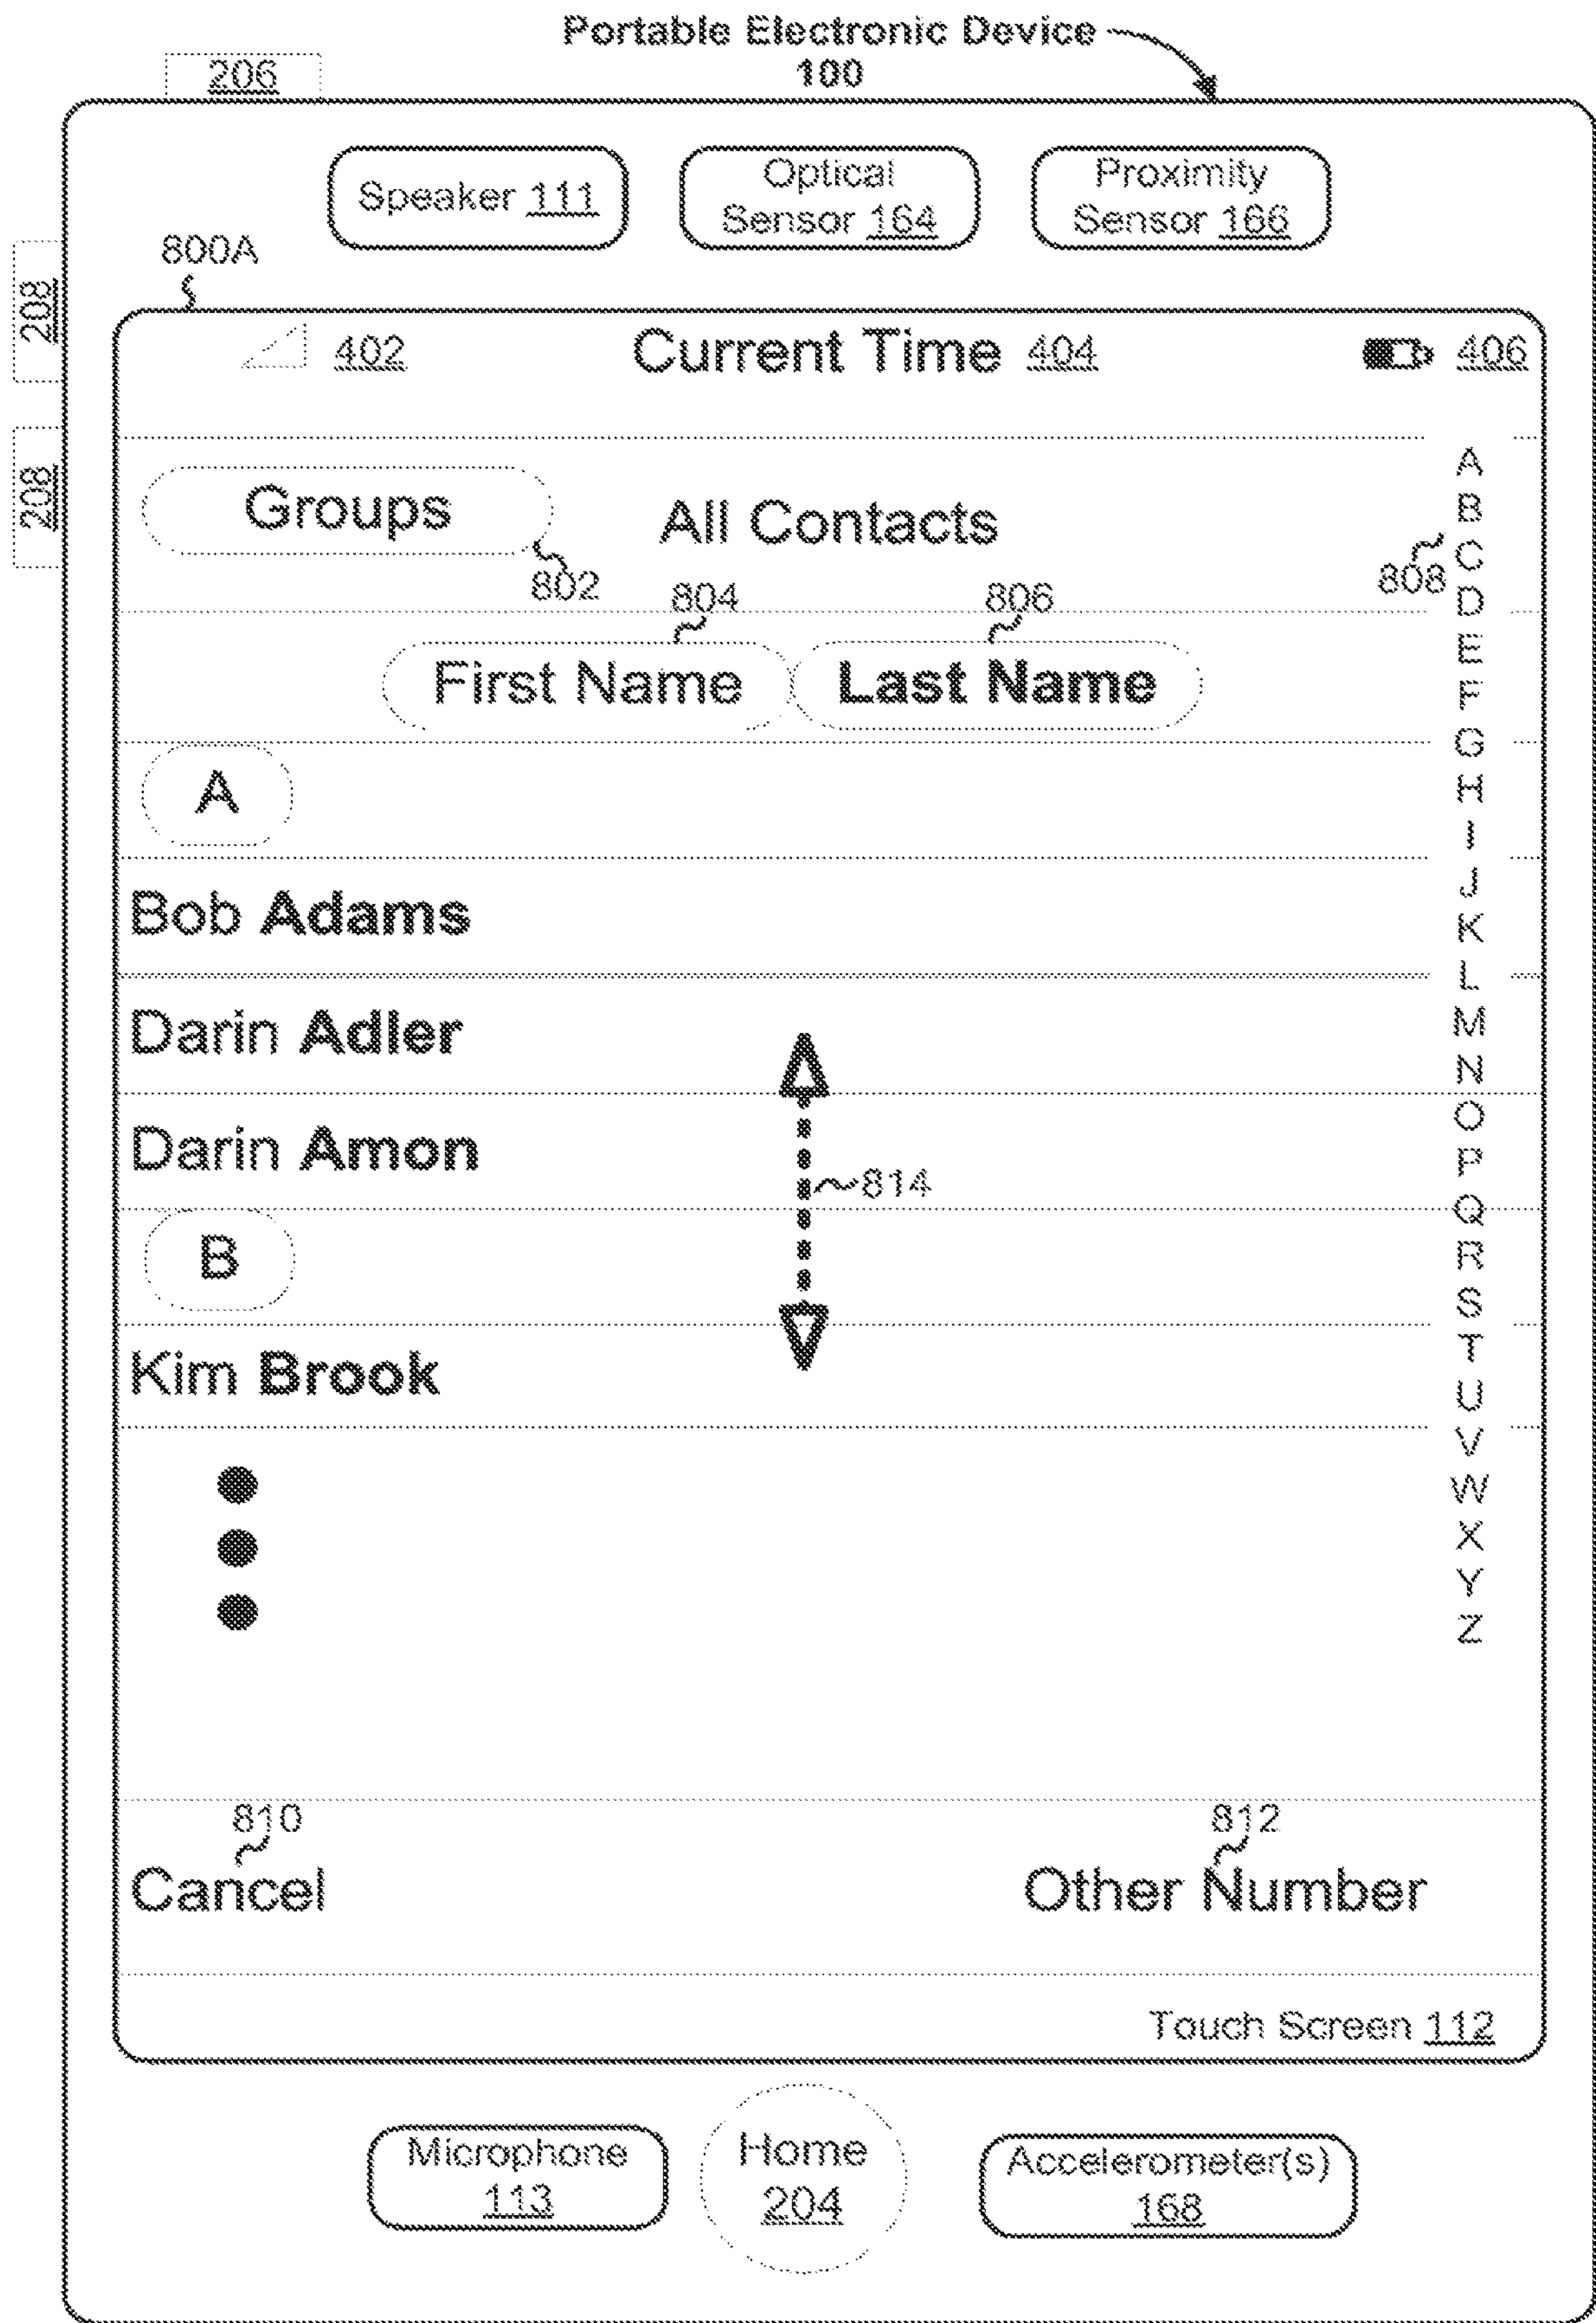 Portable Electronic Device
100
206
Speaker 111
Optical
Sensor 164
Proximity
Sensor 166
800A
208
208
402
Current Time 404
406
Groups
All Contacts
802
804
806
808
First Name
Last Name
A
Bob Adams
Darin Adler
Darin Amon
814
B
Kim Brook
A
B
C
D
E
F
G
H
I
J
K
L
M
N
O
P
Q
R
S
T
U
V
W
X
Y
Z
810
812
Cancel
Other Number
Touch Screen 112
Microphone
113
Home
204
Accelerometer(s)
168